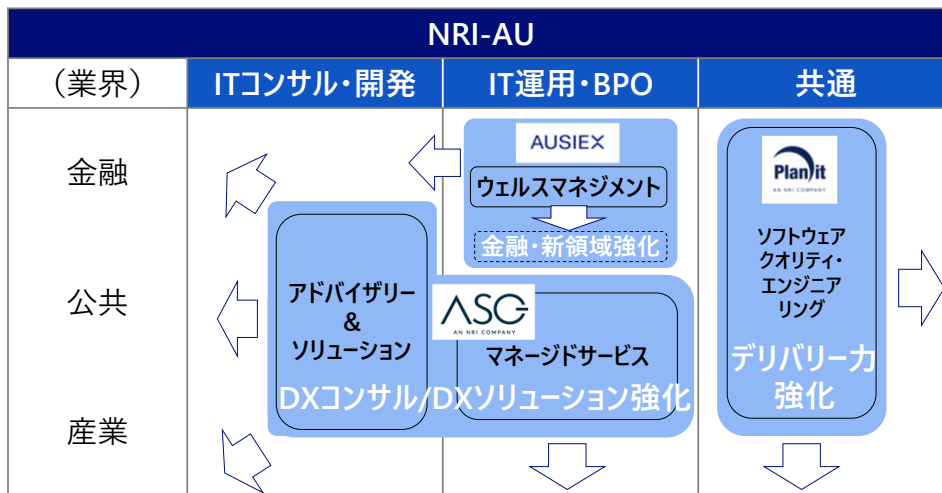 NRI-AU
（業界）
ITコンサル・開発
IT運用・BPO
共通
金融
AUSIEX
ウェルスマネジメント
金融・新領域強化
Planit
AN NRI COMPANY
ソフトウェア
クオリティ・
エンジニア
リング
デリバリー力
強化
公共
アドバイザリー
&
ソリューション
ASG
AN NRI COMPANY
マネージドサービス
DXコンサル/DXソリューション強化
産業